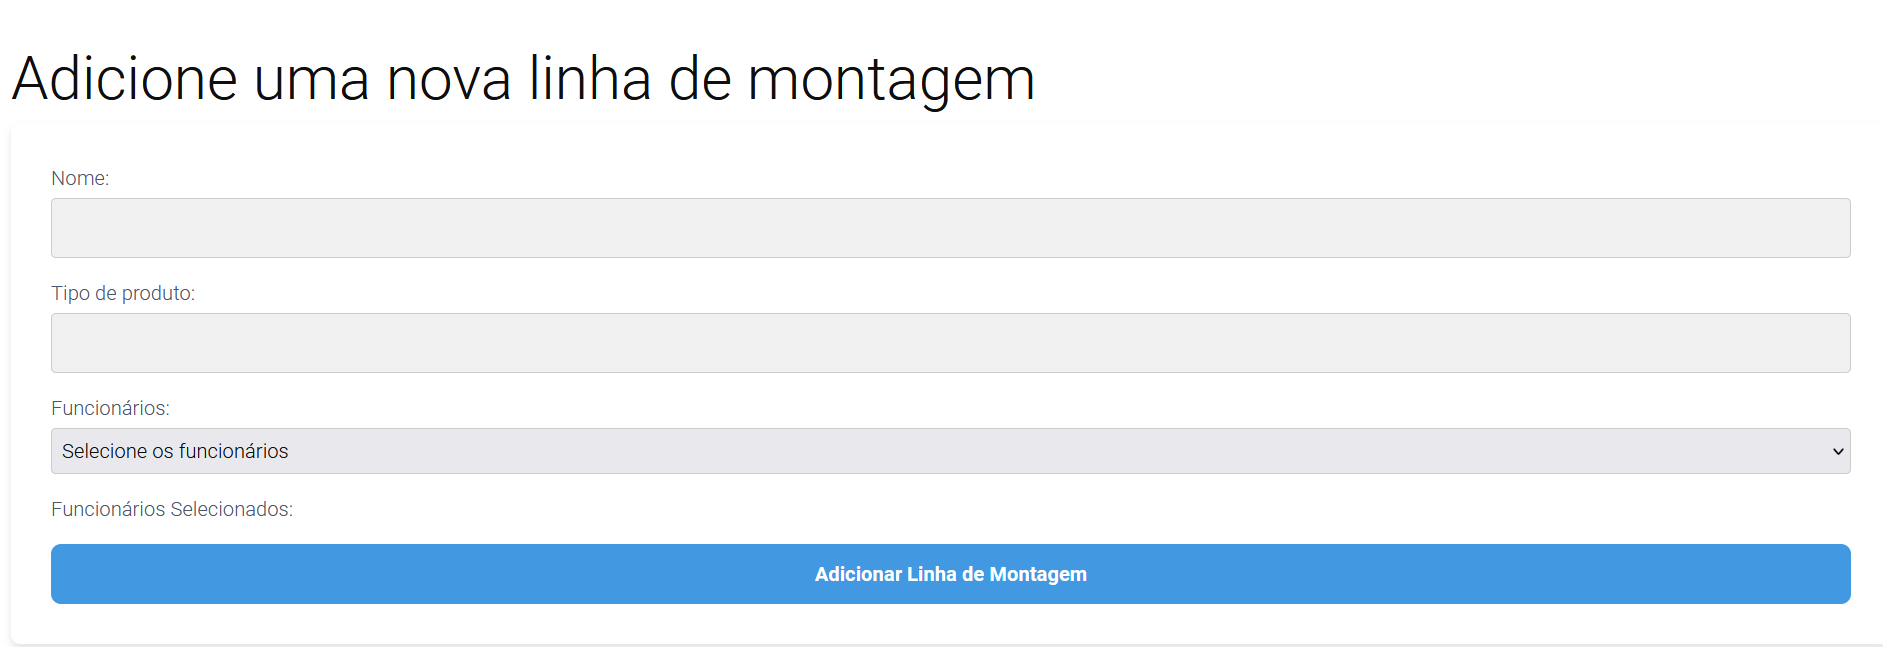 Adicione uma nova linha de montagem
Nome:
Tipo de produto:
Funcionários:
Selecione os funcionários
Funcionários Selecionados:
Adicionar Linha de Montagem